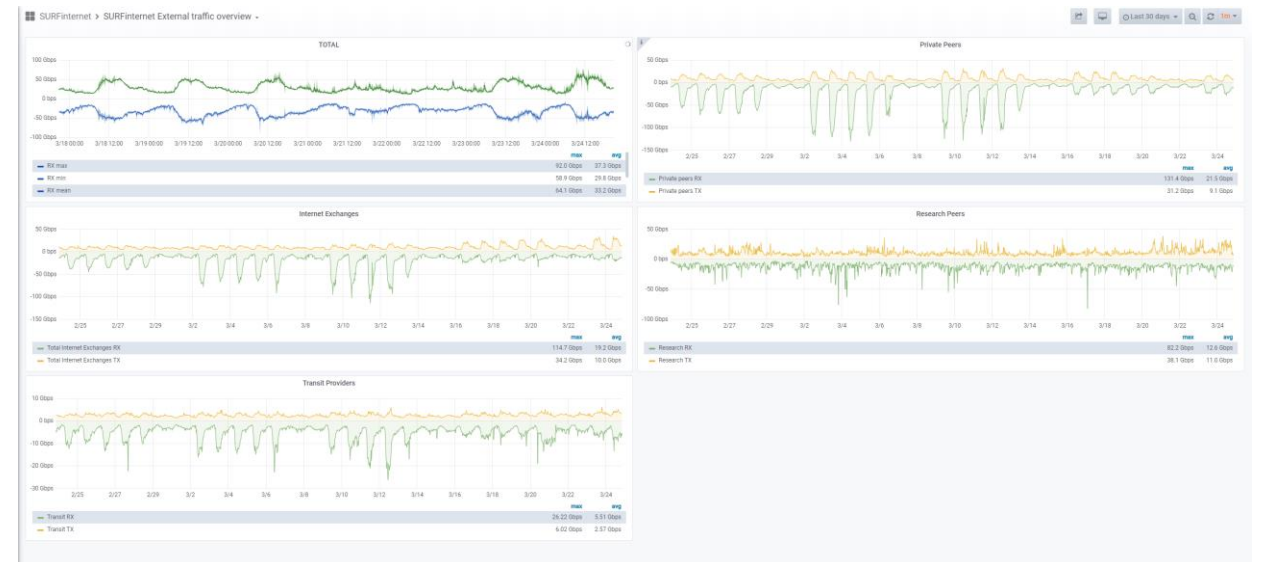 SURFinternet > SURFinternet External traffic overview
Last 30 days 1m
TOTAL
100 Gbps
50 Gbps
0 bps
-50 Gbps
-100 Gbps
3/18 00:00 3/18 12:00 3/19 00:00 3/19 12:00 3/20 00:00 3/20 12:00 3/21 00:00 3/21 12:00 3/22 00:00 3/22 12:00 3/23 00:00 3/23 12:00 3/24 00:00 3/24 12:00
max avg
RX max 92.0 Gbps 37.3 Gbps
RX min 58.9 Gbps 29.8 Gbps
RX mean 64.1 Gbps 33.2 Gbps
Private Peers
50 Gbps
0 bps
-50 Gbps
-100 Gbps
-150 Gbps
2/25 2/27 2/29 3/2 3/4 3/6 3/8 3/10 3/12 3/14 3/16 3/18 3/20 3/22 3/24
max avg
Private peers RX 131.4 Gbps 21.5 Gbps
Private peers TX 31.2 Gbps 9.1 Gbps
Internet Exchanges
50 Gbps
0 bps
-50 Gbps
-100 Gbps
-150 Gbps
2/25 2/27 2/29 3/2 3/4 3/6 3/8 3/10 3/12 3/14 3/16 3/18 3/20 3/22 3/24
max avg
Total Internet Exchanges RX 114.7 Gbps 19.2 Gbps
Total Internet Exchanges TX 34.2 Gbps 10.0 Gbps
Research Peers
50 Gbps
0 bps
-50 Gbps
-100 Gbps
2/25 2/27 2/29 3/2 3/4 3/6 3/8 3/10 3/12 3/14 3/16 3/18 3/20 3/22 3/24
max avg
Research RX 82.2 Gbps 12.6 Gbps
Research TX 38.1 Gbps 11.0 Gbps
Transit Providers
10 Gbps
0 bps
-10 Gbps
-20 Gbps
-30 Gbps
2/25 2/27 2/29 3/2 3/4 3/6 3/8 3/10 3/12 3/14 3/16 3/18 3/20 3/22 3/24
max avg
Transit RX 26.22 Gbps 5.51 Gbps
Transit TX 6.02 Gbps 2.57 Gbps